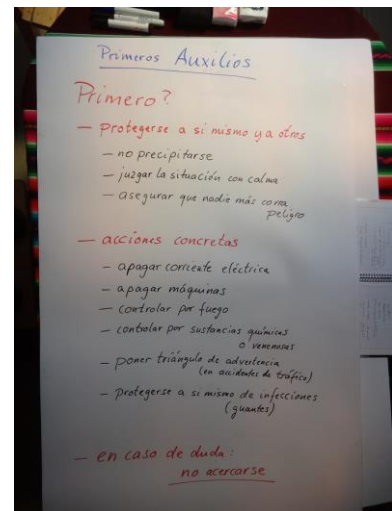 Primeros Auxilios
Primero?
- protegerse a si mismo y a otros
- no precipitarse
- juzgar la situación con calma
- asegurar que nadie más corra
peligro
- acciones concretas
- apagar corriente eléctrica
- apagar máquinas
- controlar por fuego
- controlar por sustancias químicas
o venenosas
- poner triángulo de advertencia
(en accidentes de tráfico)
- protegerse a si mismo de infecciones
(guantes)
- en caso de duda:
no acercarse